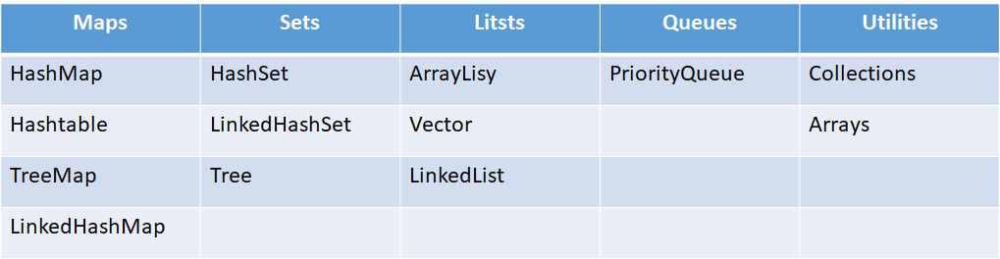 Maps Sets Litsts Queues Utilities
HashMap HashSet ArrayLisy PriorityQueue Collections
Hashtable LinkedHashSet Vector Arrays
TreeMap Tree LinkedList
LinkedHashMap